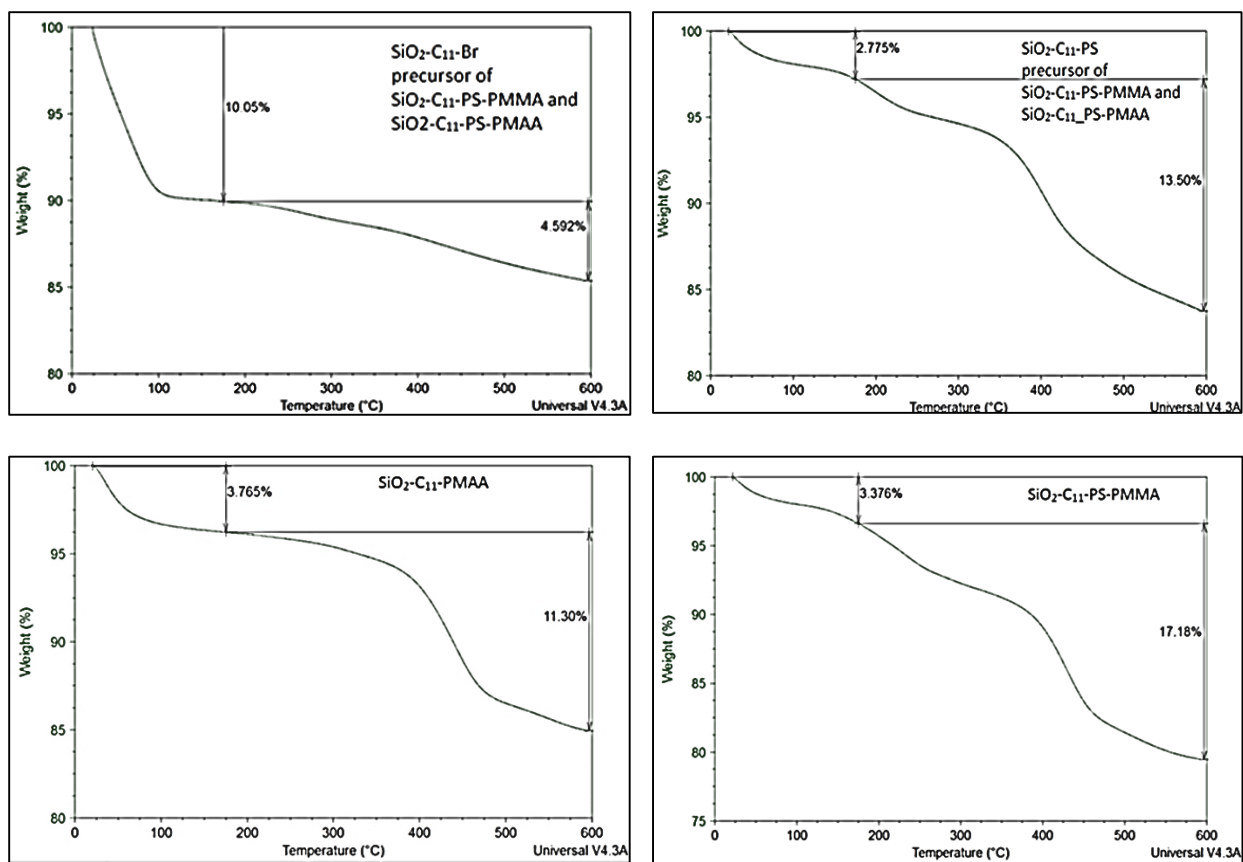 SiO₂-C₁₁-Br
precursor of
SiO₂-C₁₁-PS-PMMA and
SiO2-C₁₁-PS-PMAA
10.05%
4.592%
Weight (%)
100
95
90
85
80
0 100 200 300 400 500 600
Temperature (°C)
Universal V4.3A
SiO₂-C₁₁-PS
precursor of
SiO₂-C₁₁-PS-PMMA and
SiO₂-C₁₁_PS-PMAA
2.775%
13.50%
Weight (%)
100
95
90
85
80
0 100 200 300 400 500 600
Temperature (°C)
Universal V4.3A
SiO₂-C₁₁-PMAA
3.765%
11.30%
Weight (%)
100
95
90
85
80
0 100 200 300 400 500 600
Temperature (°C)
Universal V4.3A
SiO₂-C₁₁-PS-PMMA
3.376%
17.18%
Weight (%)
100
95
90
85
80
75
0 100 200 300 400 500 600
Temperature (°C)
Universal V4.3A